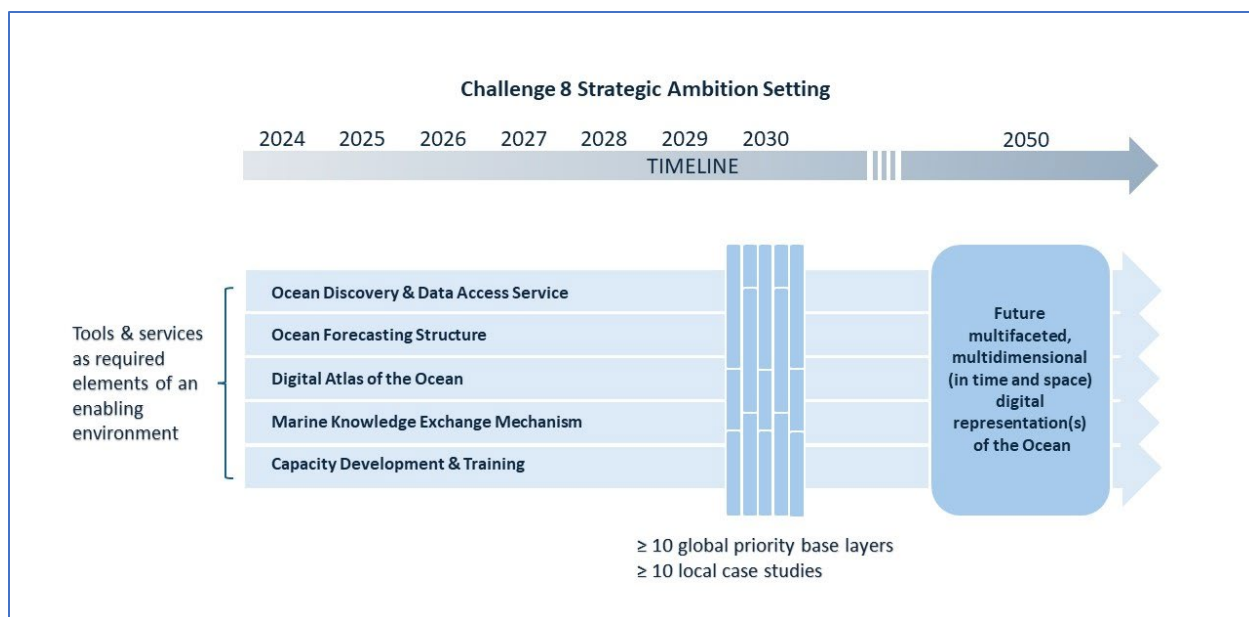 Challenge 8 Strategic Ambition Setting
2024 2025 2026 2027 2028 2029 2030 2050
TIMELINE
Tools & services
as required
elements of an
enabling
environment
Ocean Discovery & Data Access Service
Ocean Forecasting Structure
Digital Atlas of the Ocean
Marine Knowledge Exchange Mechanism
Capacity Development & Training
Future
multifaceted,
multidimensional
(in time and space)
digital
representation(s)
of the Ocean
≥ 10 global priority base layers
≥ 10 local case studies